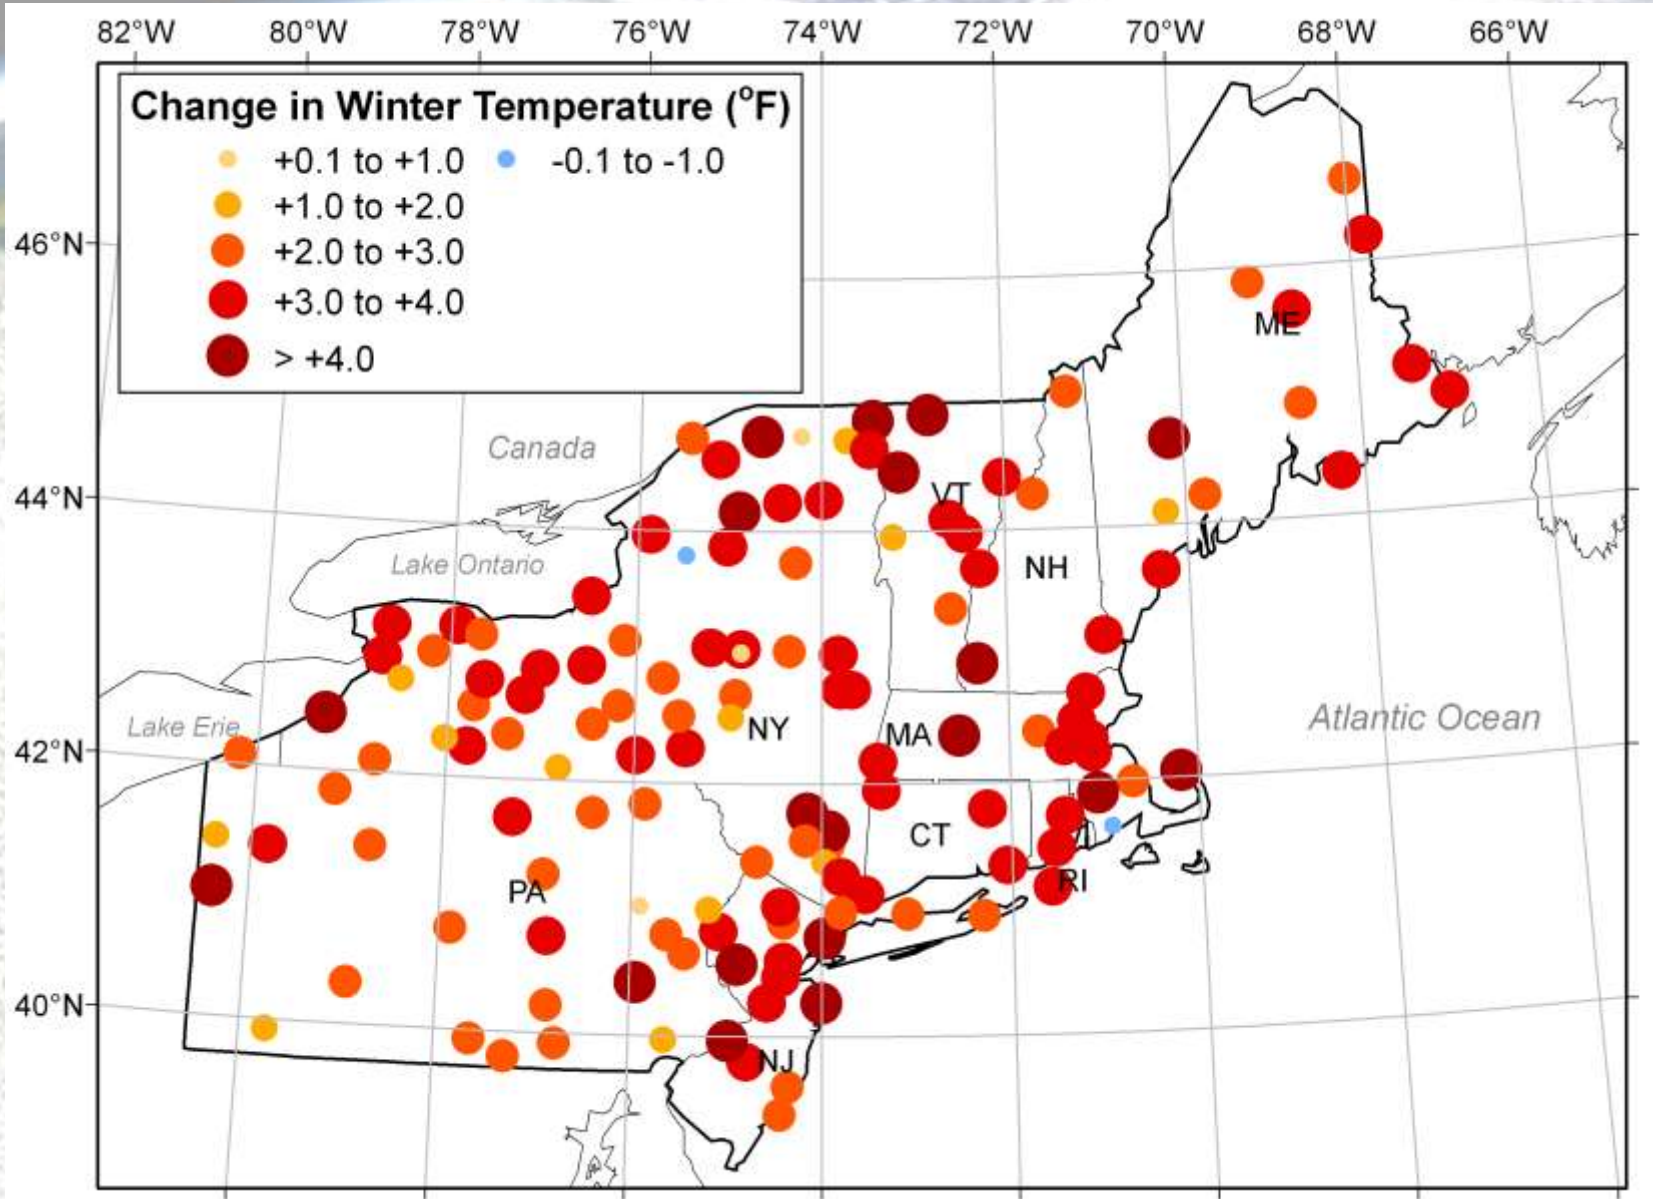 82°W 80°W 78°W 76°W 74°W 72°W 70°W 68°W 66°W
Change in Winter Temperature (°F)
+0.1 to +1.0 -0.1 to -1.0
+1.0 to +2.0
+2.0 to +3.0
+3.0 to +4.0
> +4.0
46°N
ME
Canada
44°N
VT
Lake Ontario
NH
Lake Erie
NY
MA
Atlantic Ocean
42°N
CT
PA
RI
40°N
NJ